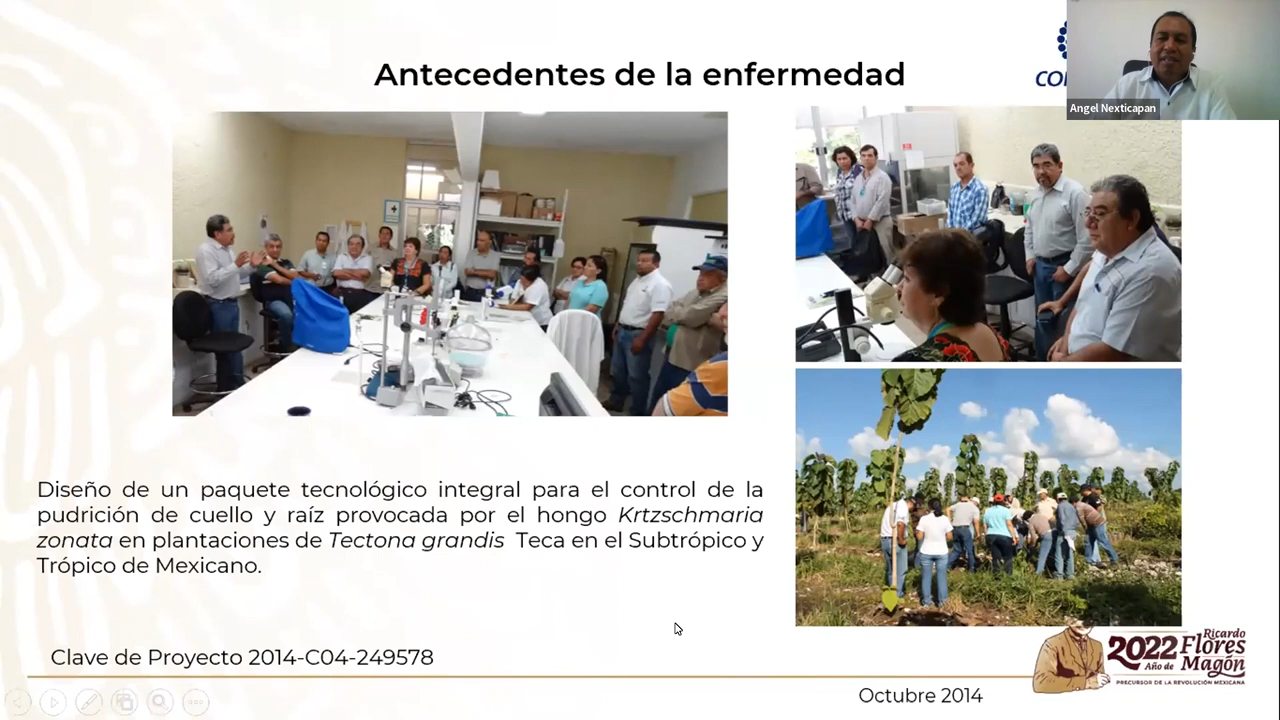 Antecedentes de la enfermedad
CO
Angel Nexticapan
Diseño de un paquete tecnológico integral para el control de la
pudrición de cuello y raíz provocada por el hongo Krtzschmaria
zonata en plantaciones de Tectona grandis Teca en el Subtrópico y
Trópico de Mexicano.
Clave de Proyecto 2014-C04-249578
Octubre 2014
2022 Ricardo
Año de Flores
Magón
PRECURSOR DE LA REVOLUCIÓN MEXICANA